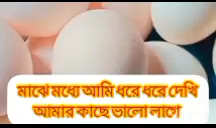 মাঝে মধ্যে আমি ধরে ধরে দেখি
আমার কাছে ভালো লাগে